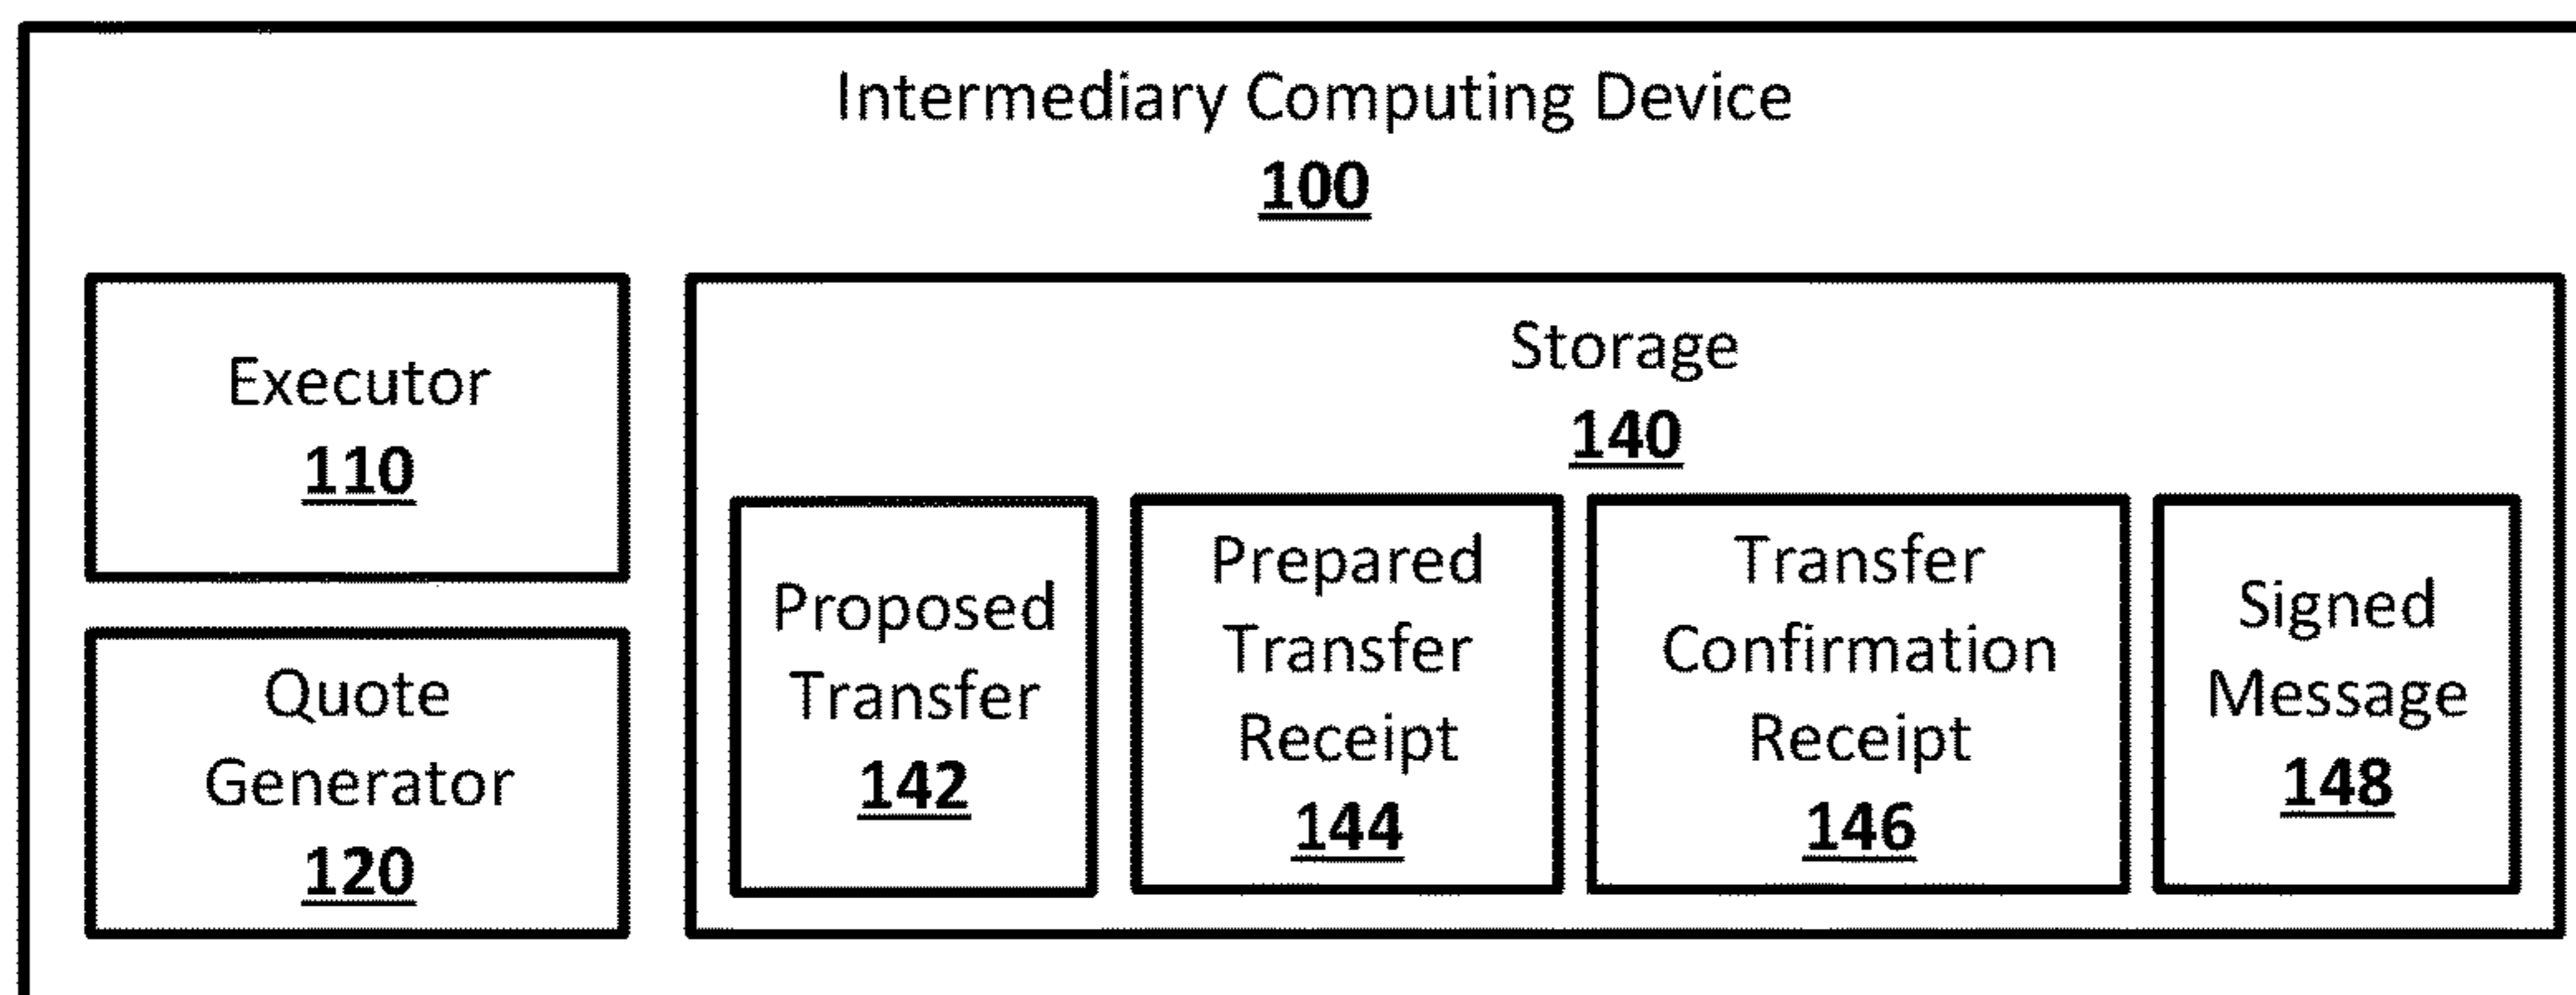 Intermediary Computing Device
100
Executor
110
Quote
Generator
120
Storage
140
Proposed
Transfer
142
Prepared
Transfer
Receipt
144
Transfer
Confirmation
Receipt
146
Signed
Message
148